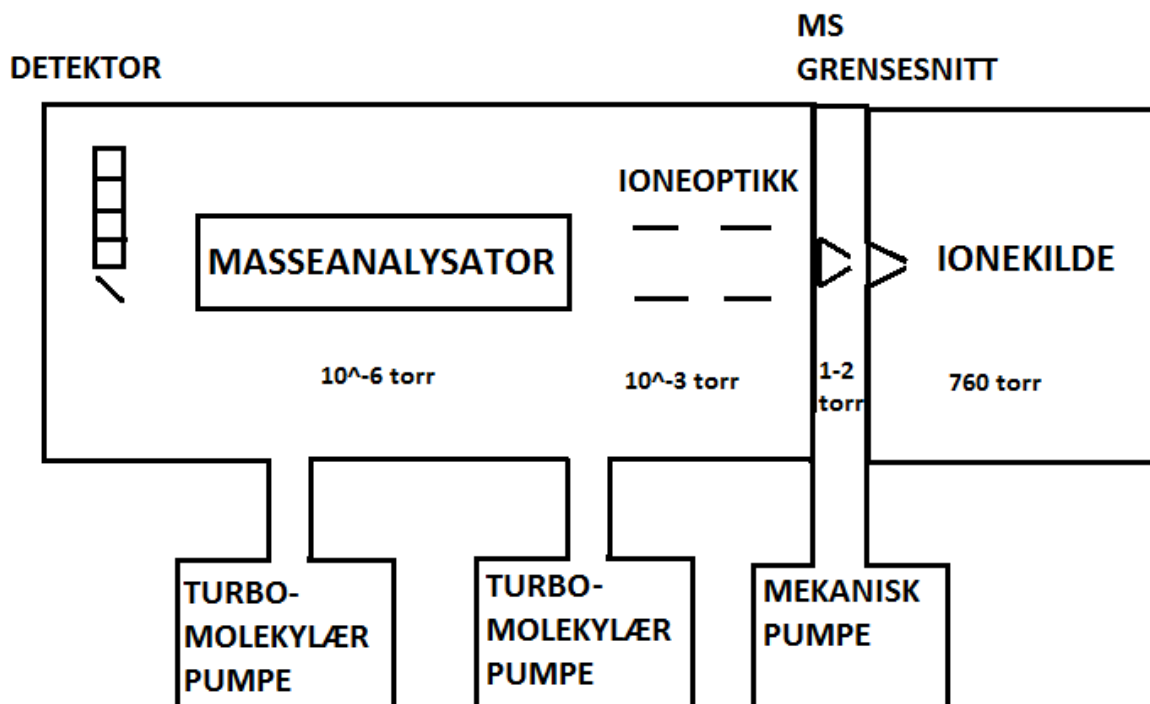 MS
GRENSESNITT
DETEKTOR
IONEOPTIKK
MASSEANALYSATOR
IONEKILDE
10^-6 torr
10^-3 torr
1-2
torr
760 torr
TURBO-
MOLEKYLÆR
PUMPE
TURBO-
MOLEKYLÆR
PUMPE
MEKANISK
PUMPE